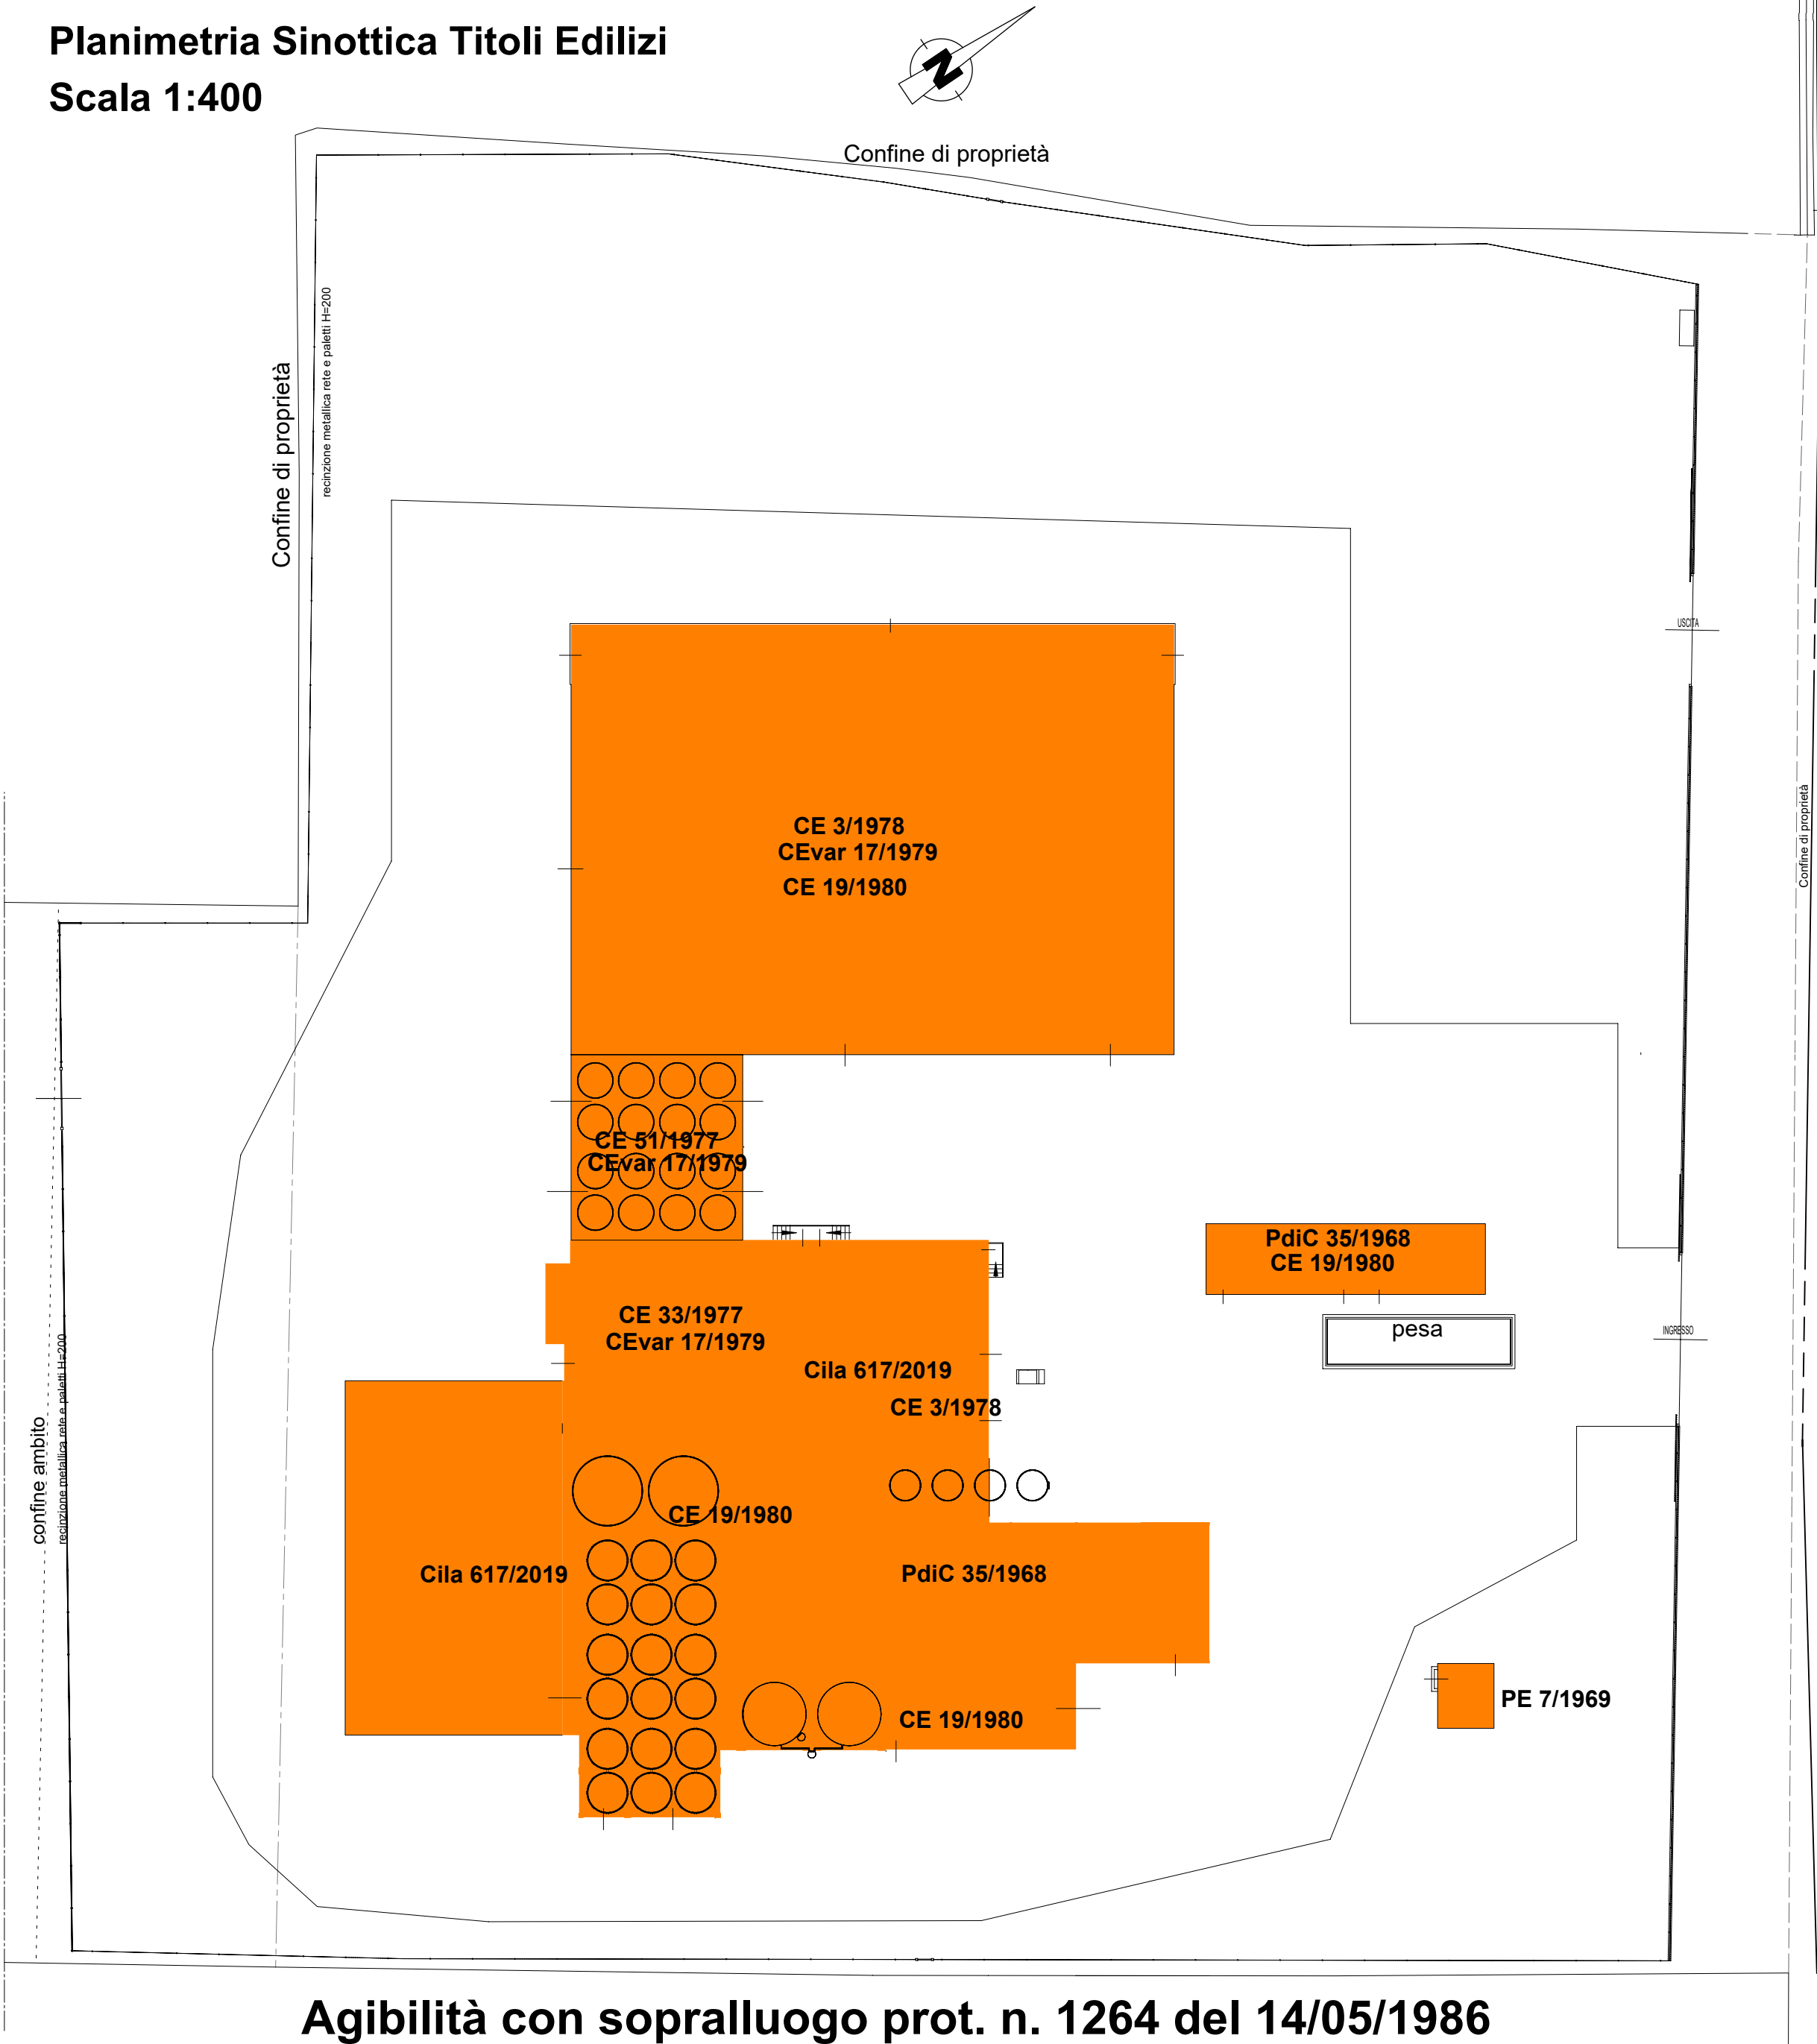 Planimetria Sinottica Titoli Edilizi
Scala 1:400
N
Confine di proprietà
Confine di proprietà
recinzione metallica rete e paletti H=200
USCITA
Confine di proprietà
CE 3/1978
CEvar 17/1979
CE 19/1980
CE 51/1977
CEvar 17/1979
PdiC 35/1968
CE 19/1980
pesa
INGRESSO
CE 33/1977
CEvar 17/1979
Cila 617/2019
CE 3/1978
confine ambito
recinzione metallica rete e paletti H=200
CE 19/1980
Cila 617/2019
PdiC 35/1968
CE 19/1980
PE 7/1969
Agibilità con sopralluogo prot. n. 1264 del 14/05/1986